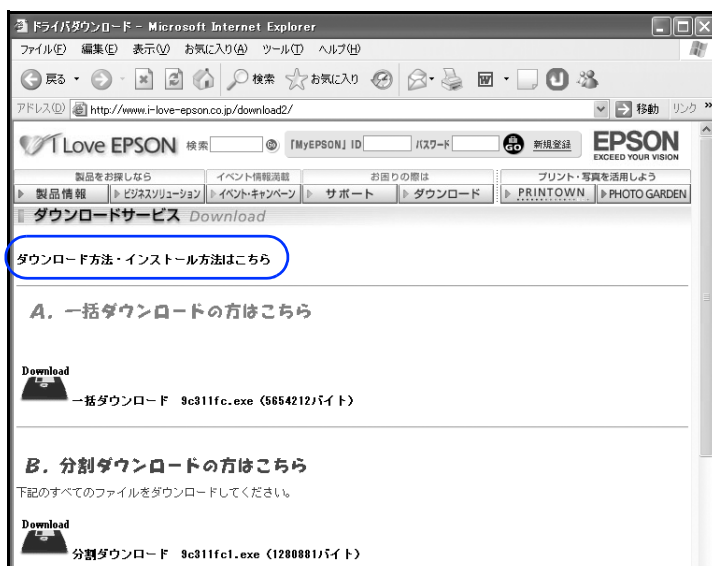 ドライバダウンロード - Microsoft Internet Explorer
ファイル(F) 編集(E) 表示(V) お気に入り(A) ツール(T) ヘルプ(H)
戻る 検索 お気に入り
アドレス(D) http://www.i-love-epson.co.jp/download2/ 移動 リンク »
I Love EPSON 検索 「MyEPSON」 ID パスワード GO 新規登録 EPSON
EXCEED YOUR VISION
製品をお探しなら イベント情報満載 お困りの際は プリント・写真を活用しよう
製品情報 ビジネスソリューション イベント・キャンペーン サポート ダウンロード PRINTOWN PHOTO GARDEN
ダウンロードサービス Download
ダウンロード方法・インストール方法はこちら
A. 一括ダウンロードの方はこちら
Download
一括ダウンロード 9c311fc.exe (5654212バイト)
B. 分割ダウンロードの方はこちら
下記のすべてのファイルをダウンロードしてください。
Download
分割ダウンロード 9c311fc1.exe (1280881バイト)